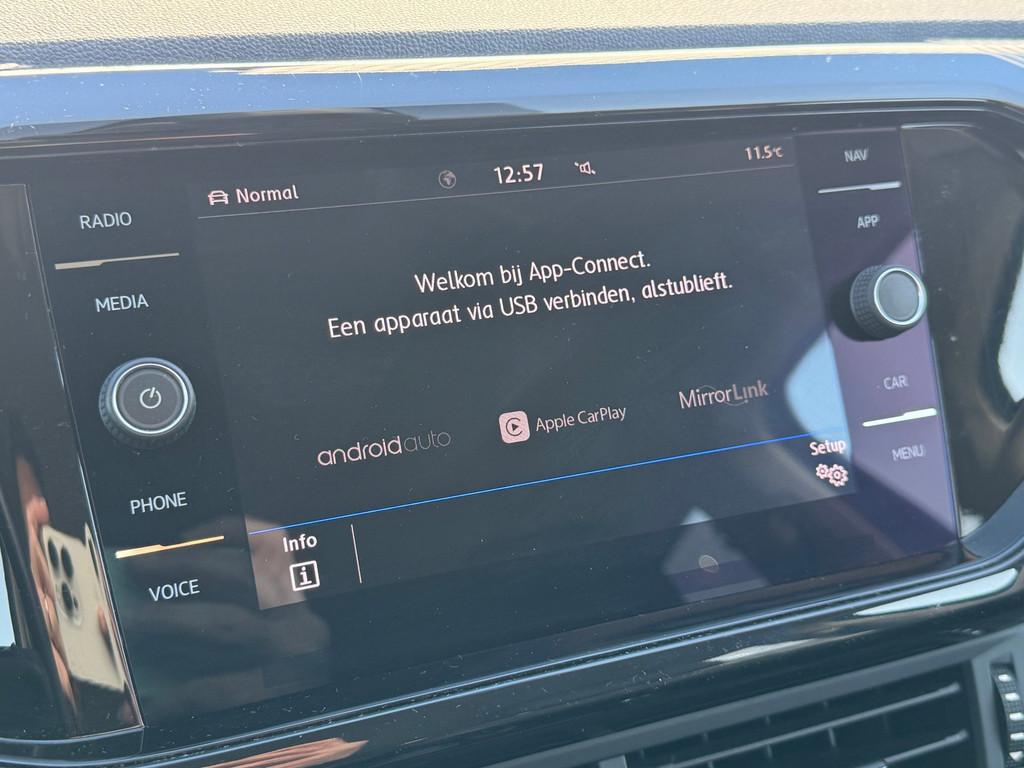 Normal
12:57
11.5°C
NAV
RADIO
APP
MEDIA
Welkom bij App-Connect.
Een apparaat via USB verbinden, alstublieft.
CAR
androidauto
Apple CarPlay
MirrorLink
Setup
MENU
PHONE
Info
i
VOICE